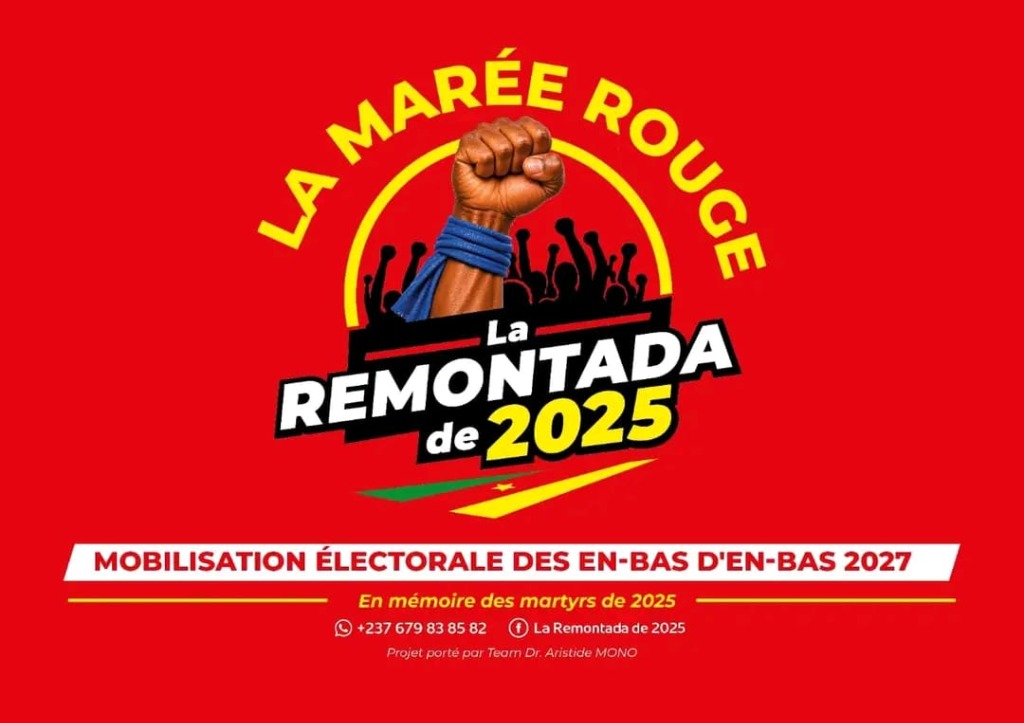 LA MARÉE ROUGE
La
REMONTADA
de 2025
MOBILISATION ÉLECTORALE DES EN-BAS D'EN-BAS 2027
En mémoire des martyrs de 2025
+237 679 83 85 82 La Remontada de 2025
Projet porté par Team Dr. Aristide MONO